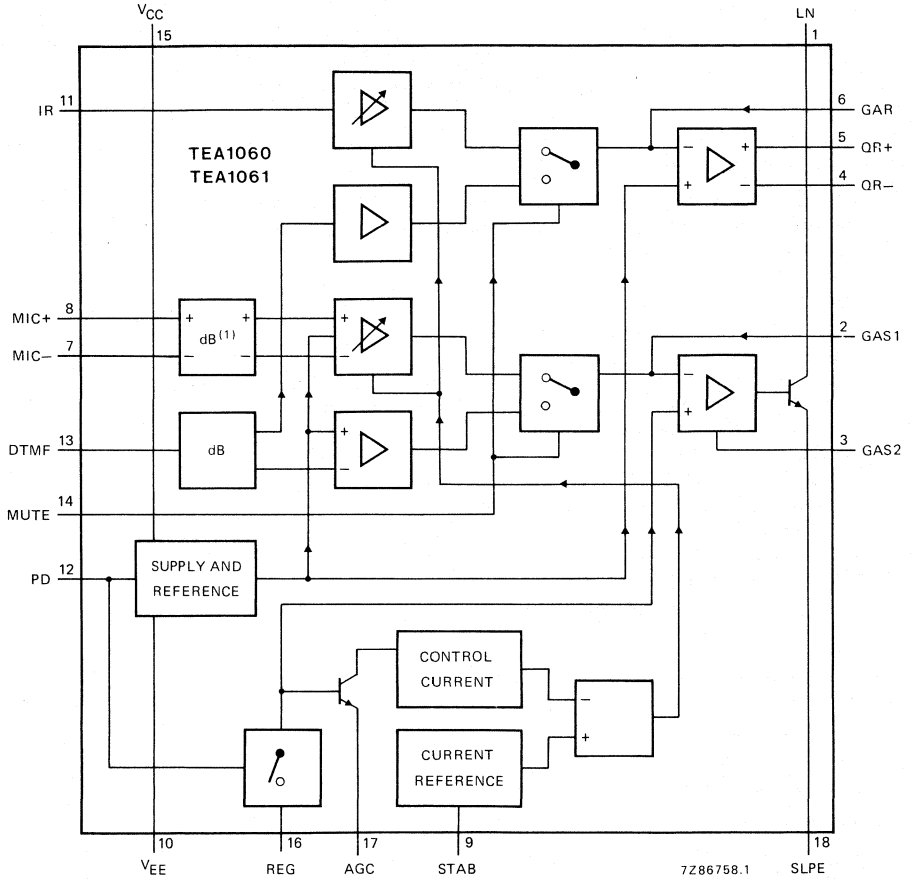 VCC
LN
15
1
11
IR
6
GAR
TEA1060
TEA1061
5
QR+
4
QR−
− +
+ −
8
MIC+
+ +
+
dB(1)
7
MIC−
− −
−
2
GAS1
−
+
13
DTMF
dB
+
−
3
GAS2
14
MUTE
12
PD
SUPPLY AND
REFERENCE
CONTROL
CURRENT
−
+
CURRENT
REFERENCE
10
16
17
9
18
VEE
REG
AGC
STAB
7Z86758.1
SLPE